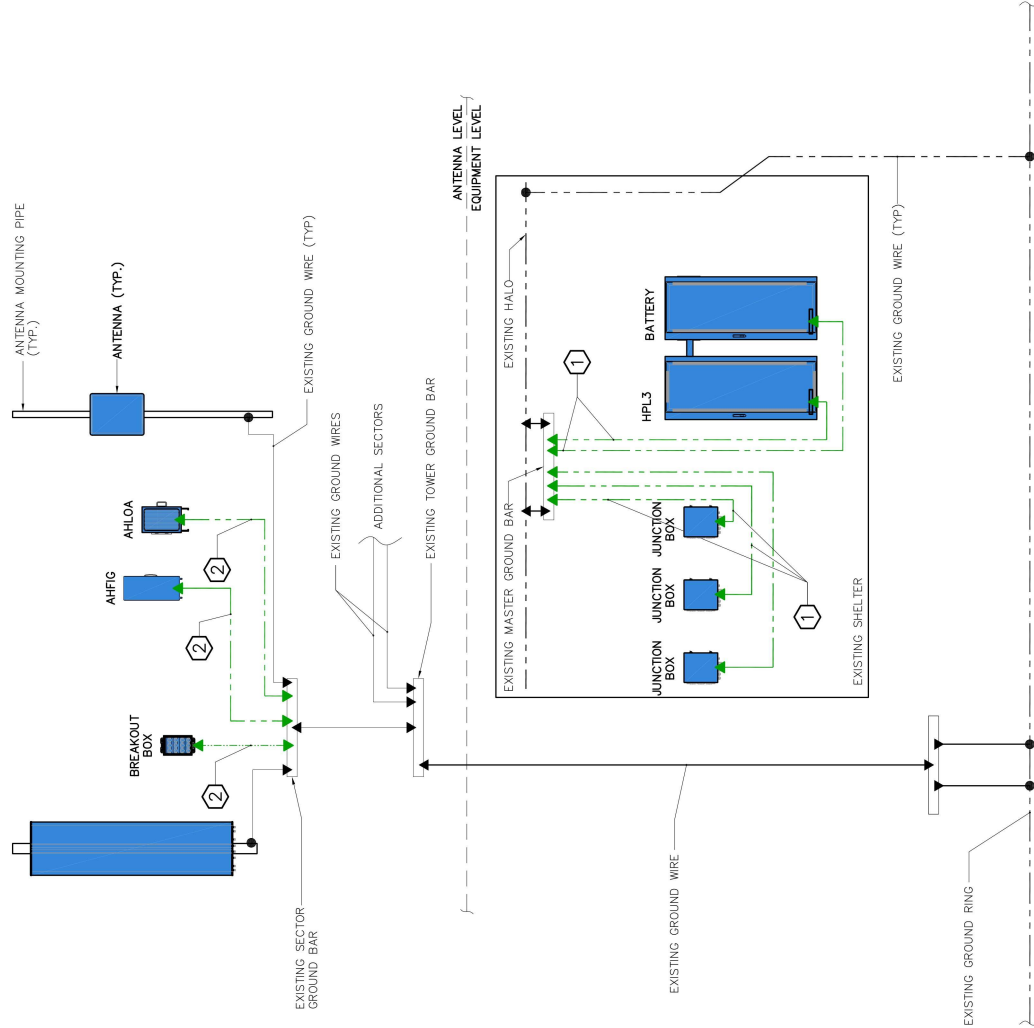 ANTENNA MOUNTING PIPE
(TYP.)
ANTENNA (TYP.)
EXISTING GROUND WIRE (TYP)
AHLOA
AHFIG
2
2
BREAKOUT
BOX
2
EXISTING GROUND WIRES
ADDITIONAL SECTORS
EXISTING TOWER GROUND BAR
EXISTING SECTOR
GROUND BAR
ANTENNA LEVEL
EQUIPMENT LEVEL
EXISTING HALO
EXISTING MASTER GROUND BAR
1
BATTERY
HPL3
JUNCTION
BOX
JUNCTION
BOX
JUNCTION
BOX
1
EXISTING SHELTER
EXISTING GROUND WIRE (TYP)
EXISTING GROUND WIRE
EXISTING GROUND RING